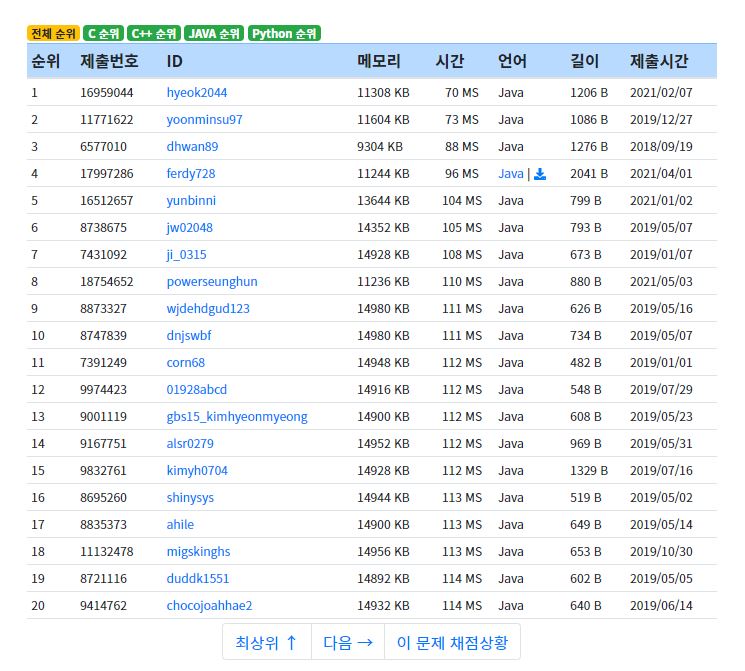 전체 순위 C 순위 C++ 순위 JAVA 순위 Python 순위
순위 제출번호 ID 메모리 시간 언어 길이 제출시간
1 16959044 hyeok2044 11308 KB 70 MS Java 1206 B 2021/02/07
2 11771622 yoonminsu97 11604 KB 73 MS Java 1086 B 2019/12/27
3 6577010 dhwan89 9304 KB 88 MS Java 1276 B 2018/09/19
4 17997286 ferdy728 11244 KB 96 MS Java | 2041 B 2021/04/01
5 16512657 yunbinni 13644 KB 104 MS Java 799 B 2021/01/02
6 8738675 jw02048 14352 KB 105 MS Java 793 B 2019/05/07
7 7431092 ji_0315 14928 KB 108 MS Java 673 B 2019/01/07
8 18754652 powerseunghun 11236 KB 110 MS Java 880 B 2021/05/03
9 8873327 wjdehdgud123 14980 KB 111 MS Java 626 B 2019/05/16
10 8747839 dnjswbf 14980 KB 111 MS Java 734 B 2019/05/07
11 7391249 corn68 14948 KB 112 MS Java 482 B 2019/01/01
12 9974423 01928abcd 14916 KB 112 MS Java 548 B 2019/07/29
13 9001119 gbs15_kimhyeonmyeong 14900 KB 112 MS Java 608 B 2019/05/23
14 9167751 alsr0279 14952 KB 112 MS Java 969 B 2019/05/31
15 9832761 kimyh0704 14928 KB 112 MS Java 1329 B 2019/07/16
16 8695260 shinysys 14944 KB 113 MS Java 519 B 2019/05/02
17 8835373 ahile 14900 KB 113 MS Java 649 B 2019/05/14
18 11132478 migskinghs 14956 KB 113 MS Java 653 B 2019/10/30
19 8721116 duddk1551 14892 KB 114 MS Java 602 B 2019/05/05
20 9414762 chocojoahhae2 14932 KB 114 MS Java 640 B 2019/06/14
최상위 ↑ 다음 → 이 문제 채점상황